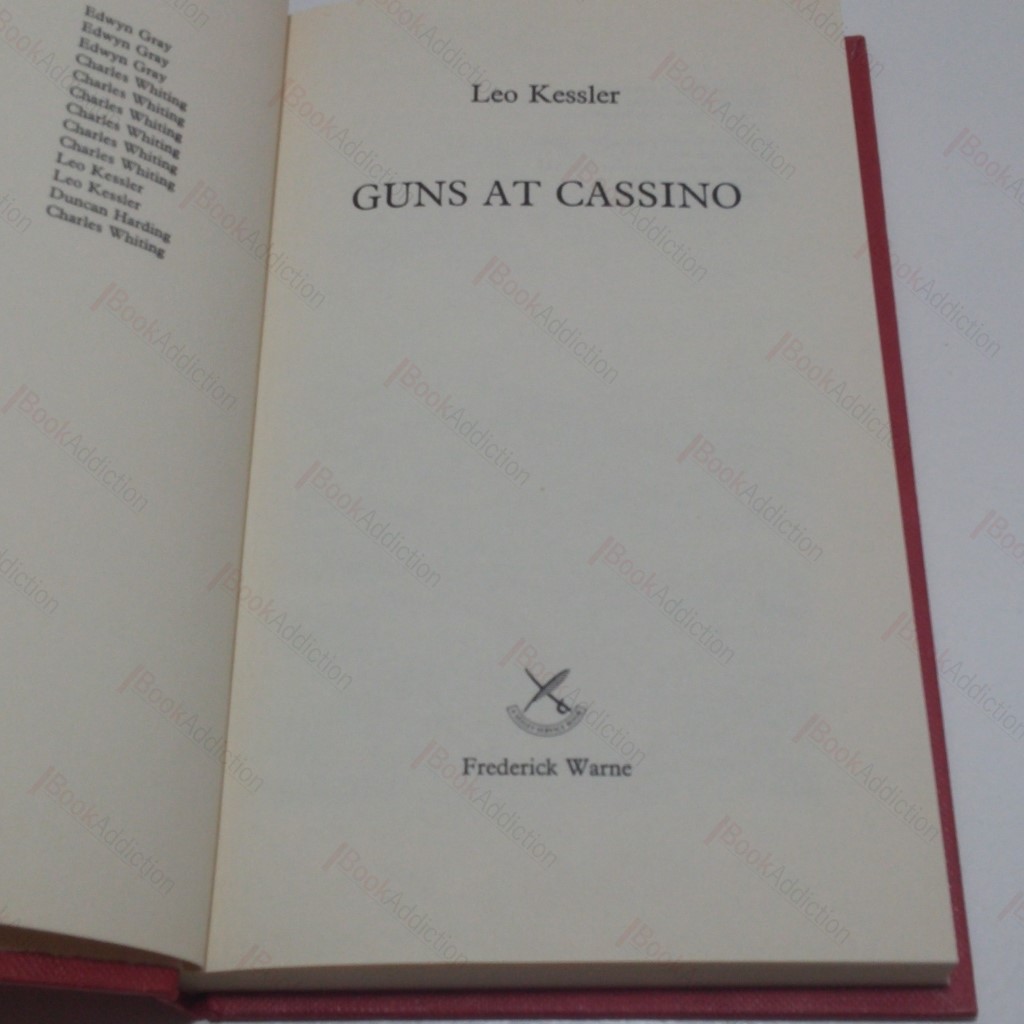 Edwyn Gray
Edwyn Gray
Edwyn Gray
Charles Whiting
Charles Whiting
Charles Whiting
Charles Whiting
Charles Whiting
Charles Whiting
Leo Kessler
Leo Kessler
Duncan Harding
Charles Whiting
Leo Kessler
GUNS AT CASSINO
Frederick Warne
BookAddiction